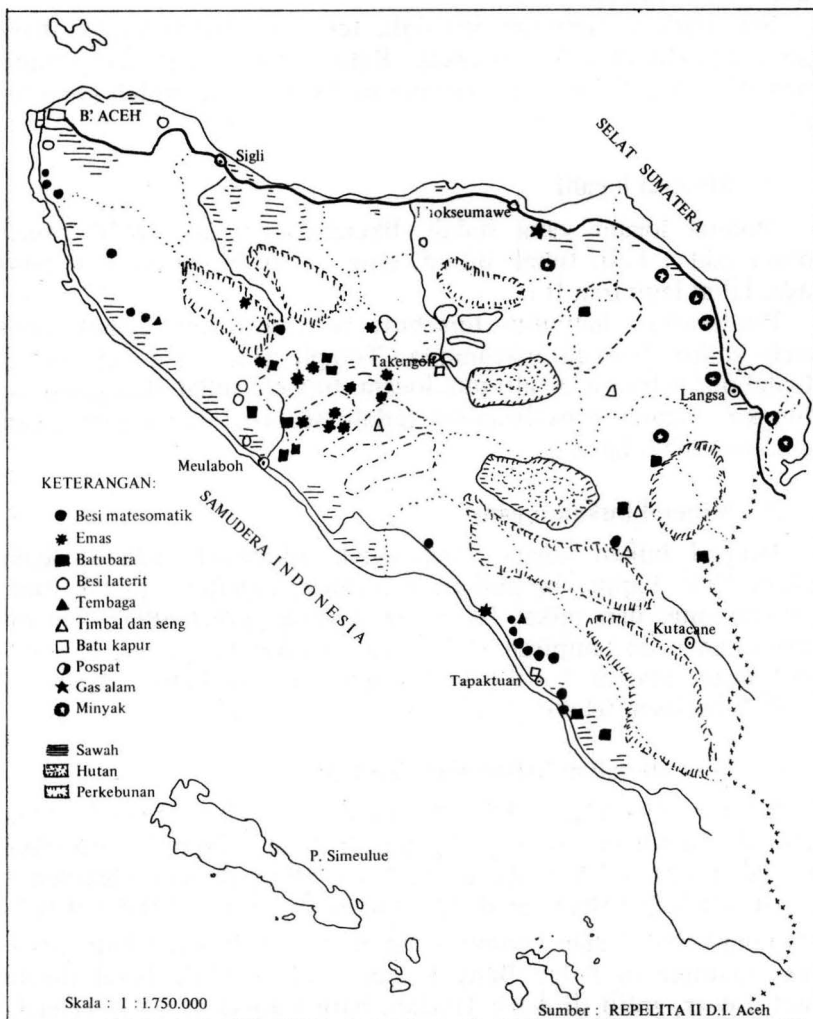 B. ACEH
Sigli
SELAT SUMATERA
Lhokseumawe
Takengon
Langsa
Meulaboh
SAMUDERA INDONESIA
Kutacane
Tapaktuan
KETERANGAN:
Besi matesomatik
Emas
Batubara
Besi laterit
Tembaga
Timbal dan seng
Batu kapur
Pospat
Gas alam
Minyak
Sawah
Hutan
Perkebunan
P. Simeulue
Skala : 1 : 1.750.000
Sumber : REPELITA II D.I. Aceh